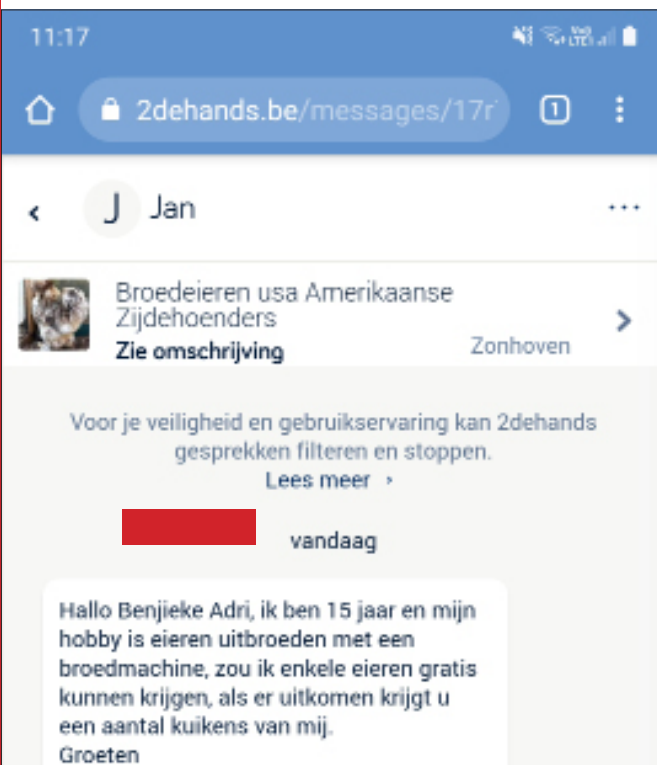 11:17
2dehands.be/messages/17r
1
J Jan
Broedeieren usa Amerikaanse
Zijdehoenders
Zie omschrijving Zonhoven
Voor je veiligheid en gebruikservaring kan 2dehands
gesprekken filteren en stoppen.
Lees meer
vandaag
Hallo Benjieke Adri, ik ben 15 jaar en mijn
hobby is eieren uitbroeden met een
broedmachine, zou ik enkele eieren gratis
kunnen krijgen, als er uitkomen krijgt u
een aantal kuikens van mij.
Groeten